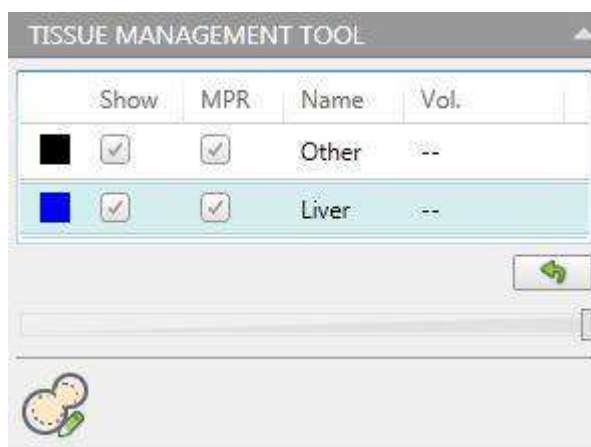 TISSUE MANAGEMENT TOOL
Show MPR Name Vol.
Other --
Liver --